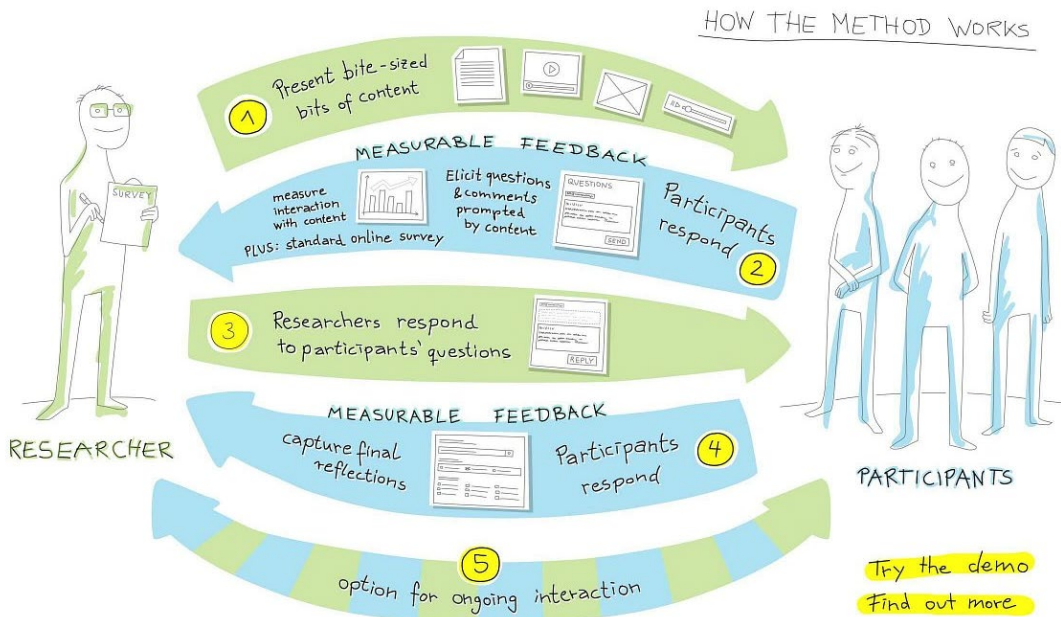 HOW THE METHOD WORKS
1
Present bite-sized
bits of content
MEASURABLE FEEDBACK
measure
interaction
with content
PLUS: standard online survey
Elicit questions
& comments
prompted
by content
QUESTIONS
SEND
Participants
respond
2
SURVEY
3
Researchers respond
to participants' questions
REPLY
MEASURABLE FEEDBACK
capture final
reflections
Participants
respond
4
RESEARCHER
PARTICIPANTS
5
option for ongoing interaction
Try the demo
Find out more